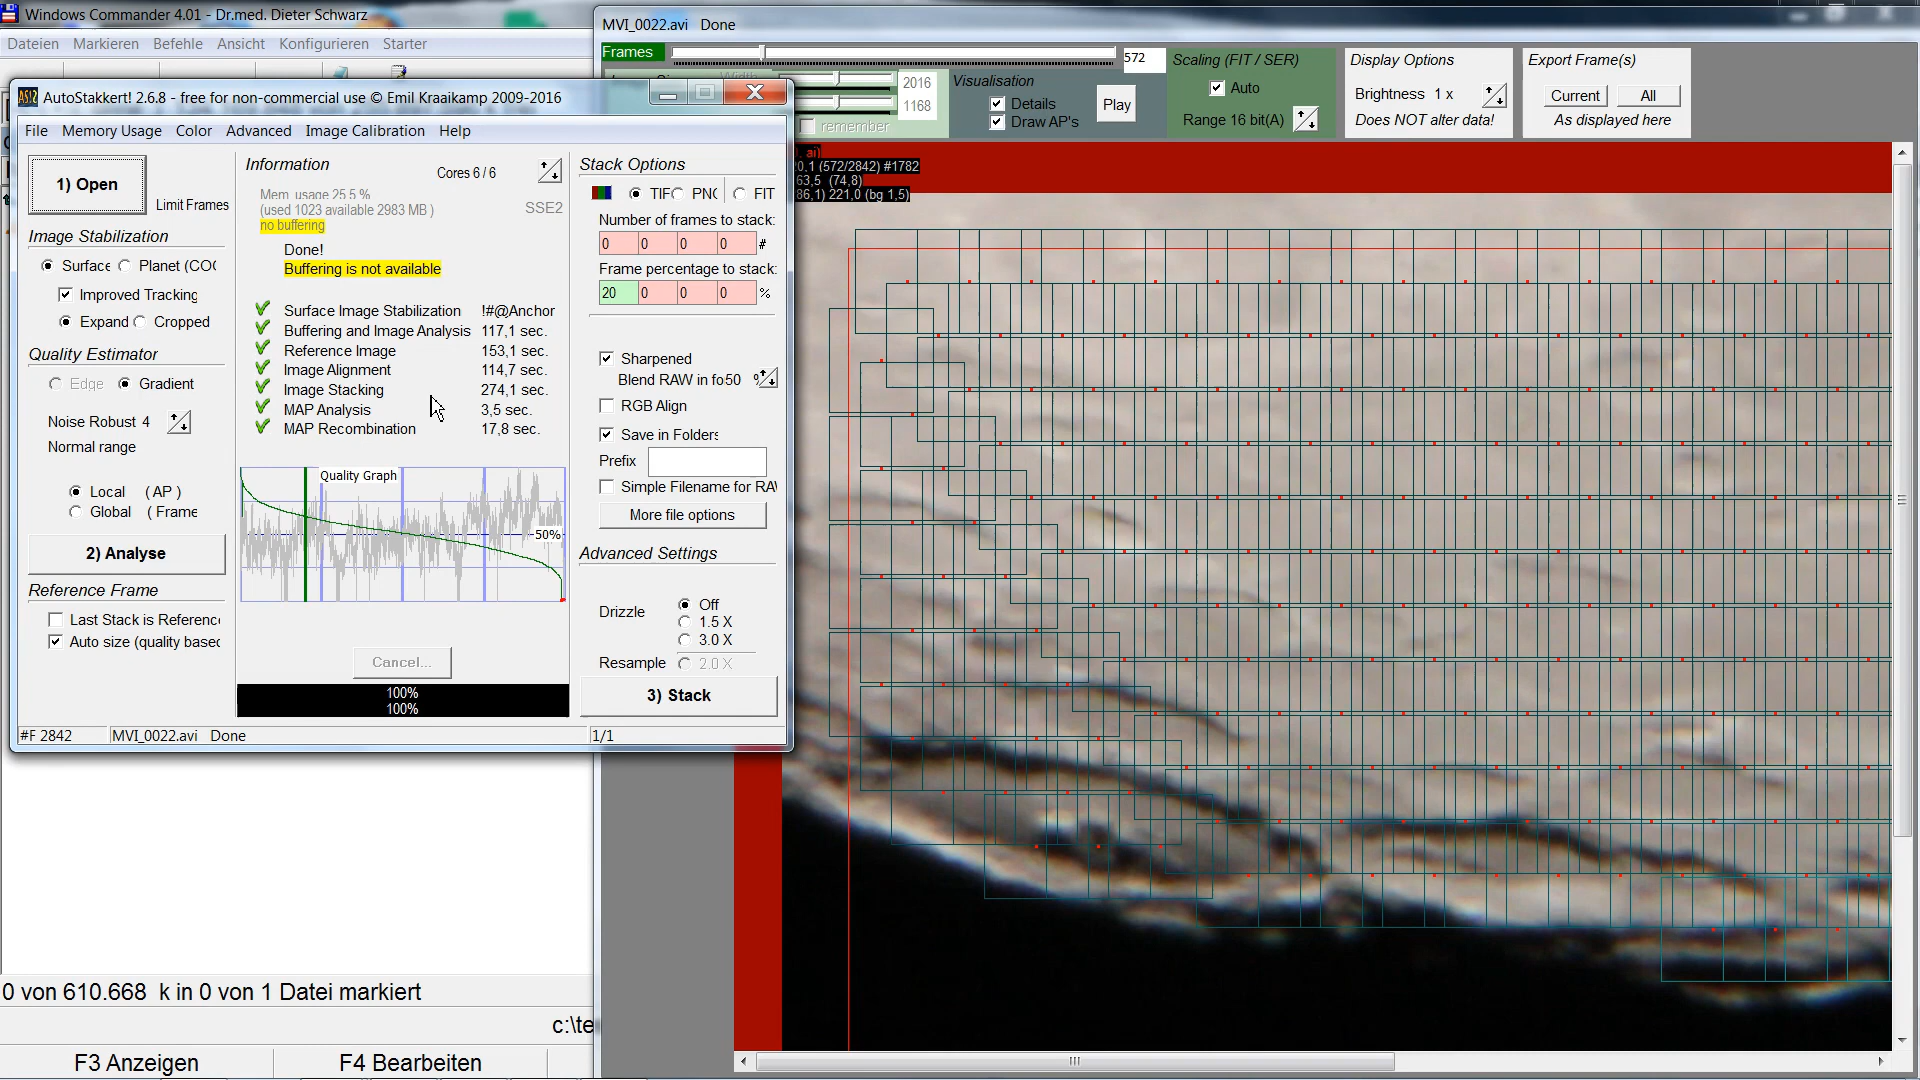 Windows Commander 4.01 - Dr.med. Dieter Schwarz
Dateien Markieren Befehle Ansicht Konfigurieren Starter
AutoStakkert! 2.6.8 - free for non-commercial use © Emil Kraaikamp 2009-2016
File Memory Usage Color Advanced Image Calibration Help
1) Open
Limit Frames
Image Stabilization
Surface Planet (COG
Improved Tracking
Expand Cropped
Quality Estimator
Edge Gradient
Noise Robust 4
Normal range
Local (AP)
Global (Frame
2) Analyse
Reference Frame
Last Stack is Reference
Auto size (quality based
Information
Cores 6 / 6
Mem. usage 25.5 %
(used 1023 available 2983 MB )
SSE2
no buffering
Done!
Buffering is not available
Surface Image Stabilization !#@Anchor
Buffering and Image Analysis 117,1 sec.
Reference Image 153,1 sec.
Image Alignment 114,7 sec.
Image Stacking 274,1 sec.
MAP Analysis 3,5 sec.
MAP Recombination 17,8 sec.
Quality Graph
50%
Cancel...
100%
100%
Stack Options
TIF PNG FIT
Number of frames to stack:
0 0 0 0 #
Frame percentage to stack:
20 0 0 0 %
Sharpened
Blend RAW in fo 50 %
RGB Align
Save in Folders
Prefix
Simple Filename for RAW
More file options
Advanced Settings
Drizzle Off
1.5 X
3.0 X
Resample 2.0 X
3) Stack
#F 2842 MVI_0022.avi Done 1/1
MVI_0022.avi Done
Frames
572
Width
2016
1168
remember
Visualisation
Details
Draw AP's
Play
Scaling (FIT / SER)
Auto
Range 16 bit(A)
Display Options
Brightness 1 x
Does NOT alter data!
Export Frame(s)
Current All
As displayed here
20,1 (572/2842) #1782
63,5 (74,8)
86,1) 221,0 (bg 1,5)
0 von 610.668 k in 0 von 1 Datei markiert
c:\te
F3 Anzeigen F4 Bearbeiten